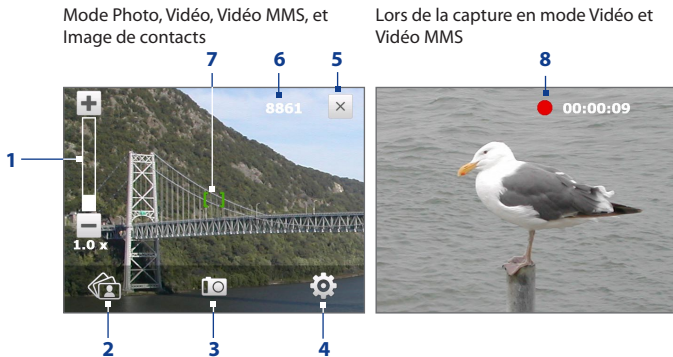 Mode Photo, Vidéo, Vidéo MMS, et
Image de contacts
Lors de la capture en mode Vidéo et
Vidéo MMS
7
6
5
8
8861
00:00:09
1
1.0 x
2
3
4